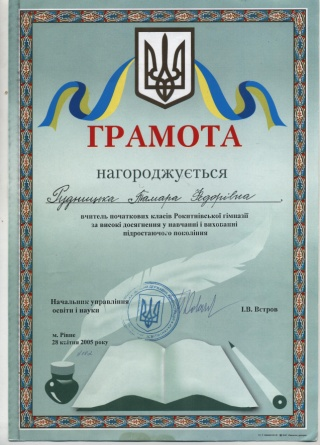 ГРАМОТА
нагороджується
Рудницька Тамара Федорівна
вчитель початкових класів Рокитнівської гімназії
за високі досягнення у навчанні і вихованні
підростаючого покоління
Начальник управління
освіти і науки
І.В. Вєтров
м. Рівне
28 квітня 2005 року